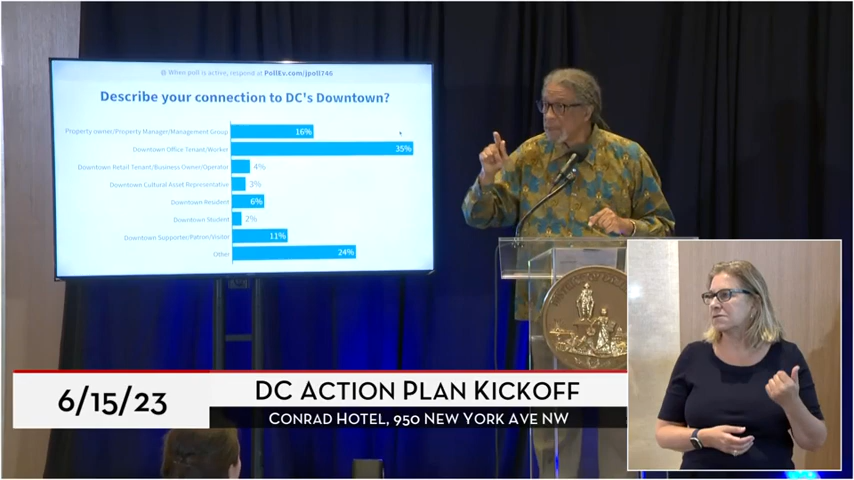 @ When poll is active, respond at PollEv.com/jpoll746
Describe your connection to DC's Downtown?
Property owner/Property Manager/Management Group 16%
Downtown Office Tenant/Worker 35%
Downtown Retail Tenant/Business Owner/Operator 4%
Downtown Cultural Asset Representative 3%
Downtown Resident 6%
Downtown Student 2%
Downtown Supporter/Patron/Visitor 11%
Other 24%
6/15/23
DC Action Plan Kickoff
Conrad Hotel, 950 New York Ave NW